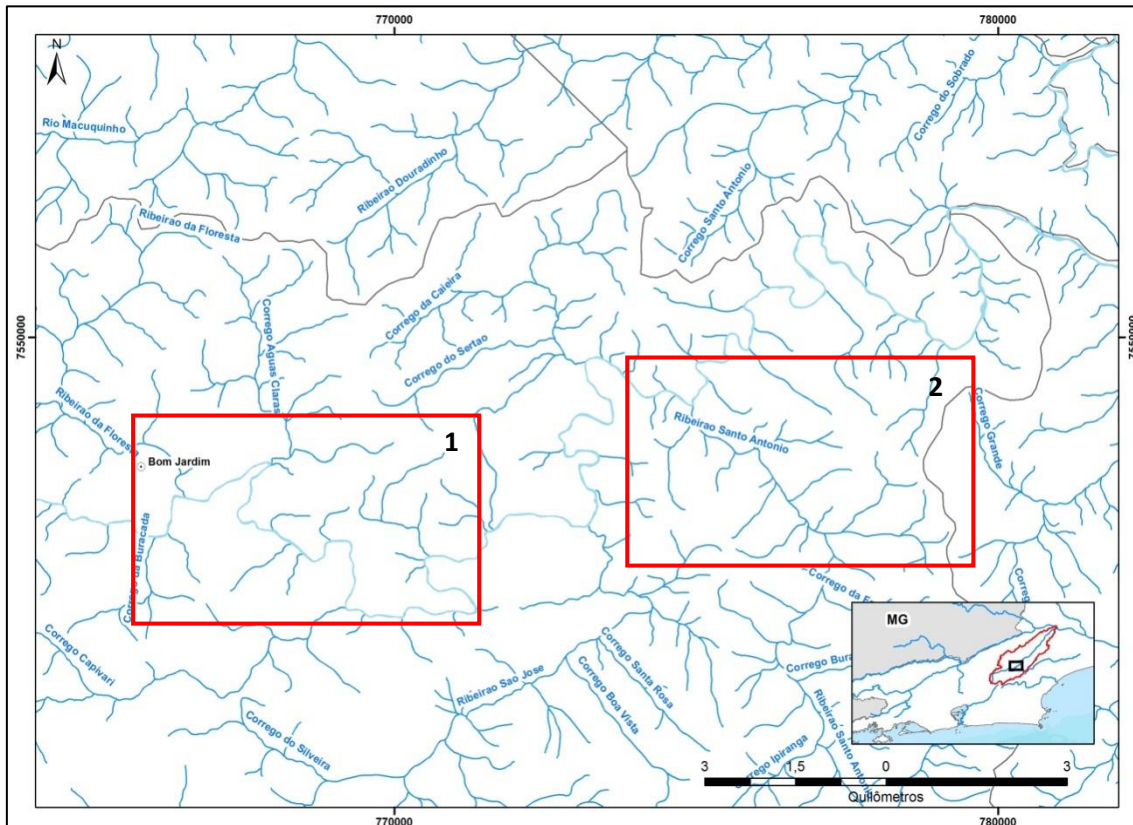 770000
780000
N
Corrego do Sobrado
Rio Macuquinho
Ribeirao Douradinho
Corrego Santo Antonio
Ribeirao da Floresta
Corrego da Caieira
Corrego Aguas Claras
7550000
7550000
Corrego do Sertao
2
Ribeirao da Floresta
1
Ribeirao Santo Antonio
Corrego Grande
Bom Jardim
Corrego da Buracada
Corrego da
Correg
MG
Corrego Capivari
Corrego Santa Rosa
Corrego Bura
Ribeirao Sao Jose
Corrego Boa Vista
Ribeirao Santo Antonio
Corrego do Silveira
Corrego Ipiranga
3
1,5
0
3
Quilômetros
770000
780000